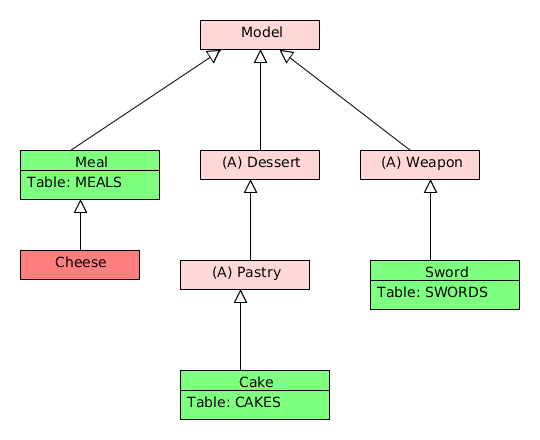 Model
Meal
Table: MEALS
(A) Dessert
(A) Weapon
Cheese
(A) Pastry
Sword
Table: SWORDS
Cake
Table: CAKES